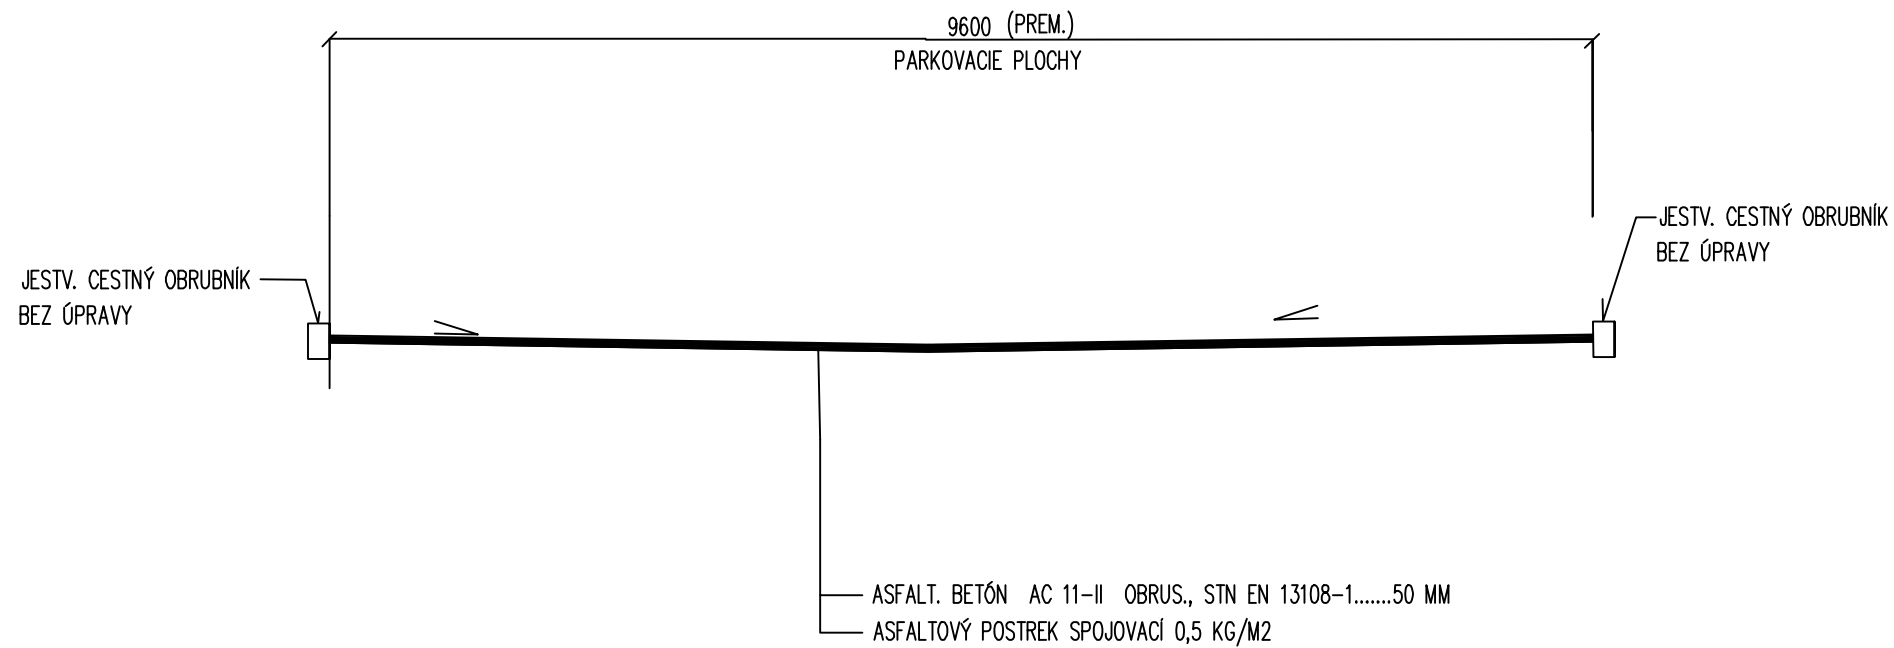 9600 (PREM.)
PARKOVACIE PLOCHY
JESTV. CESTNÝ OBRUBNÍK
BEZ ÚPRAVY
JESTV. CESTNÝ OBRUBNÍK
BEZ ÚPRAVY
ASFALT. BETÓN AC 11-II OBRUS., STN EN 13108-1.......50 MM
ASFALTOVÝ POSTREK SPOJOVACÍ 0,5 KG/M2